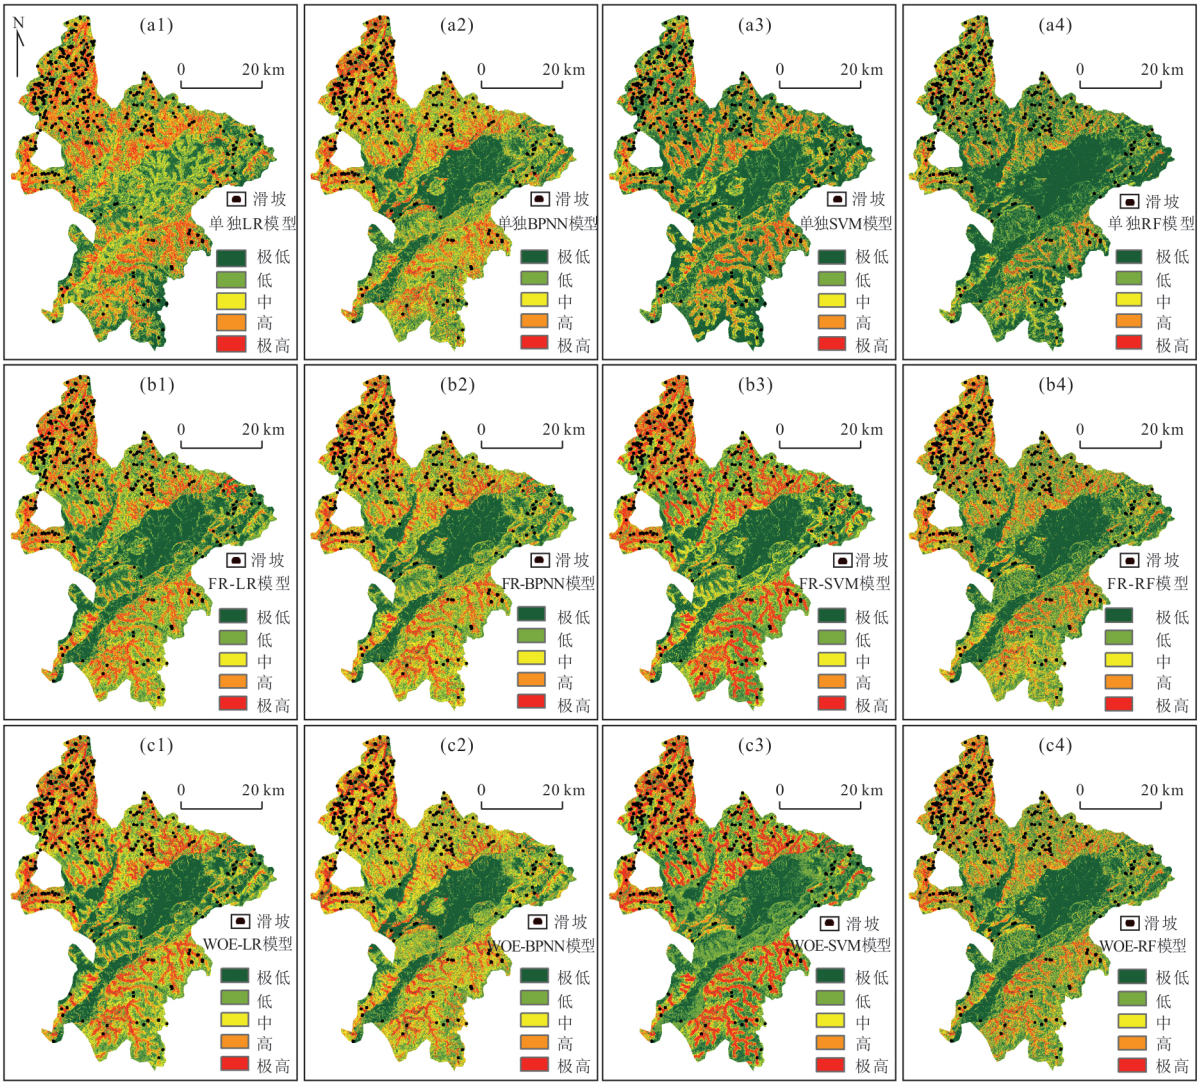 N
(a1)
0 20 km
滑坡
单独LR模型
极低
低
中
高
极高
(a2)
0 20 km
滑坡
单独BPNN模型
极低
低
中
高
极高
(a3)
0 20 km
滑坡
单独SVM模型
极低
低
中
高
极高
(a4)
0 20 km
滑坡
单独RF模型
极低
低
中
高
极高
(b1)
0 20 km
滑坡
FR-LR模型
极低
低
中
高
极高
(b2)
0 20 km
滑坡
FR-BPNN模型
极低
低
中
高
极高
(b3)
0 20 km
滑坡
FR-SVM模型
极低
低
中
高
极高
(b4)
0 20 km
滑坡
FR-RF模型
极低
低
中
高
极高
(c1)
0 20 km
滑坡
WOE-LR模型
极低
低
中
高
极高
(c2)
0 20 km
滑坡
WOE-BPNN模型
极低
低
中
高
极高
(c3)
0 20 km
滑坡
WOE-SVM模型
极低
低
中
高
极高
(c4)
0 20 km
滑坡
WOE-RF模型
极低
低
中
高
极高